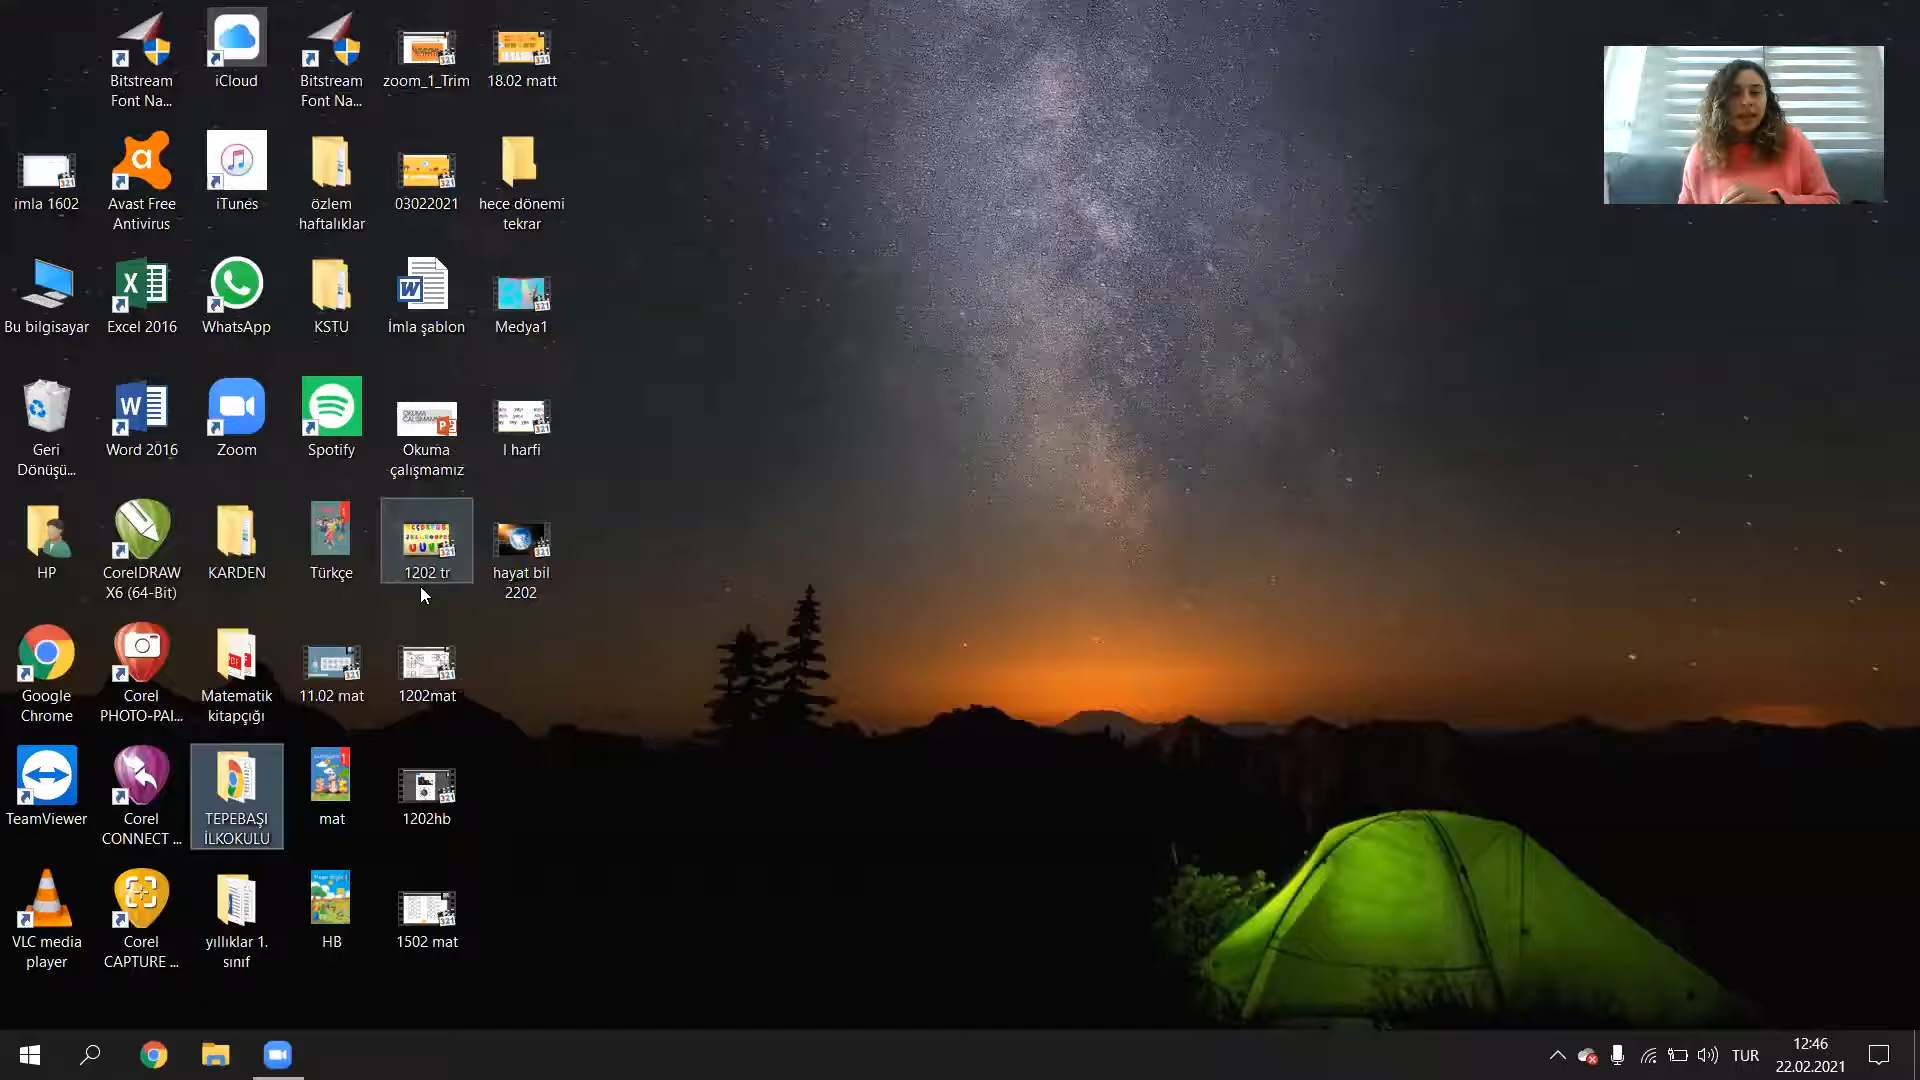 Bitstream
Font Na...
iCloud
Bitstream
Font Na...
zoom_1_Trim
18.02 matt
imla 1602
Avast Free
Antivirus
iTunes
özlem
haftalıklar
03022021
hece dönemi
tekrar
Bu bilgisayar
Excel 2016
WhatsApp
KSTU
İmla şablon
Medya1
Geri
Dönüşü...
Word 2016
Zoom
Spotify
Okuma
çalışmamız
I harfi
HP
CorelDRAW
X6 (64-Bit)
KARDEN
Türkçe
1202 tr
hayat bil
2202
Google
Chrome
Corel
PHOTO-PAI...
Matematik
kitapçığı
11.02 mat
1202mat
TeamViewer
Corel
CONNECT ...
TEPEBAŞI
İLKOKULU
mat
1202hb
VLC media
player
Corel
CAPTURE ...
yıllıklar 1.
sınıf
HB
1502 mat
TUR
12:46
22.02.2021